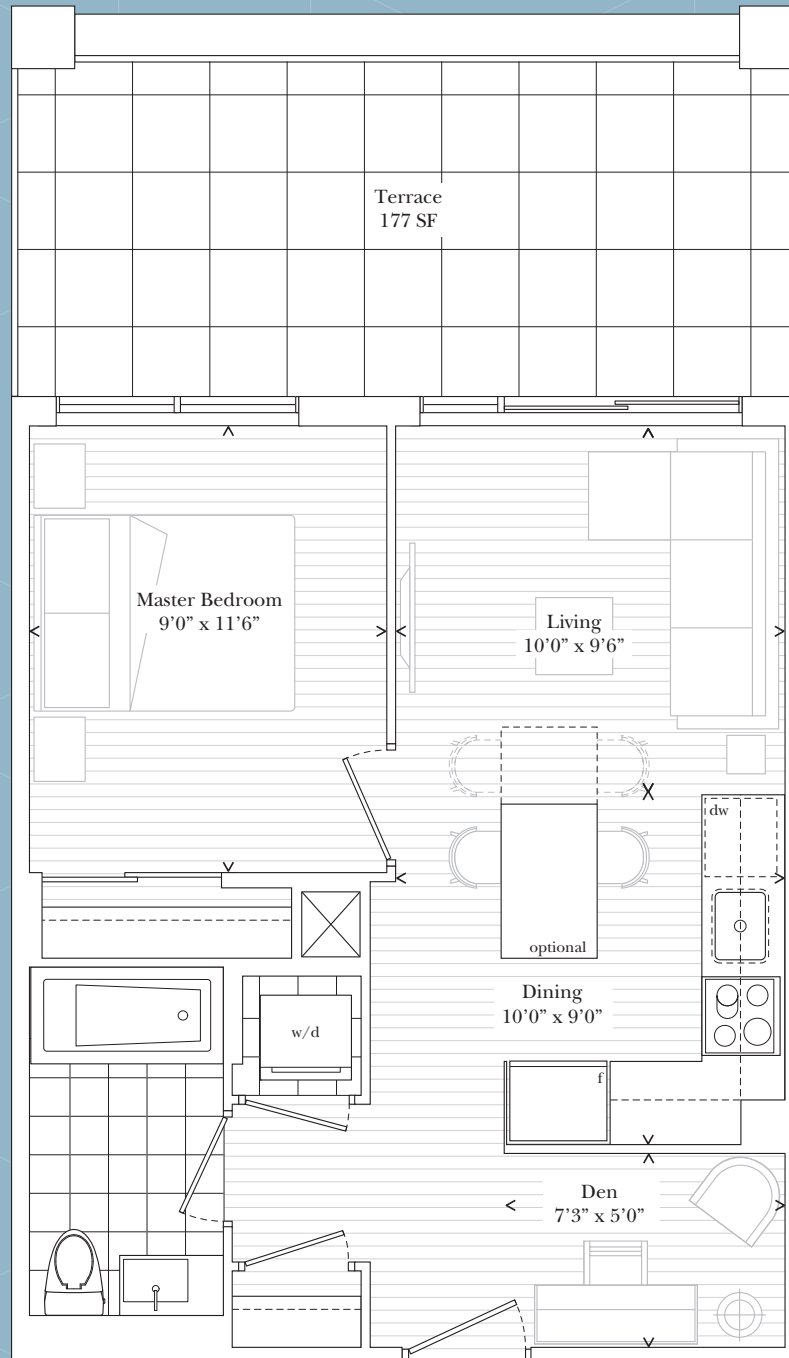 Terrace
177 SF
Master Bedroom
9’0” x 11’6”
Living
10’0” x 9’6”
dw
optional
Dining
10’0” x 9’0”
w/d
f
Den
7’3” x 5’0”